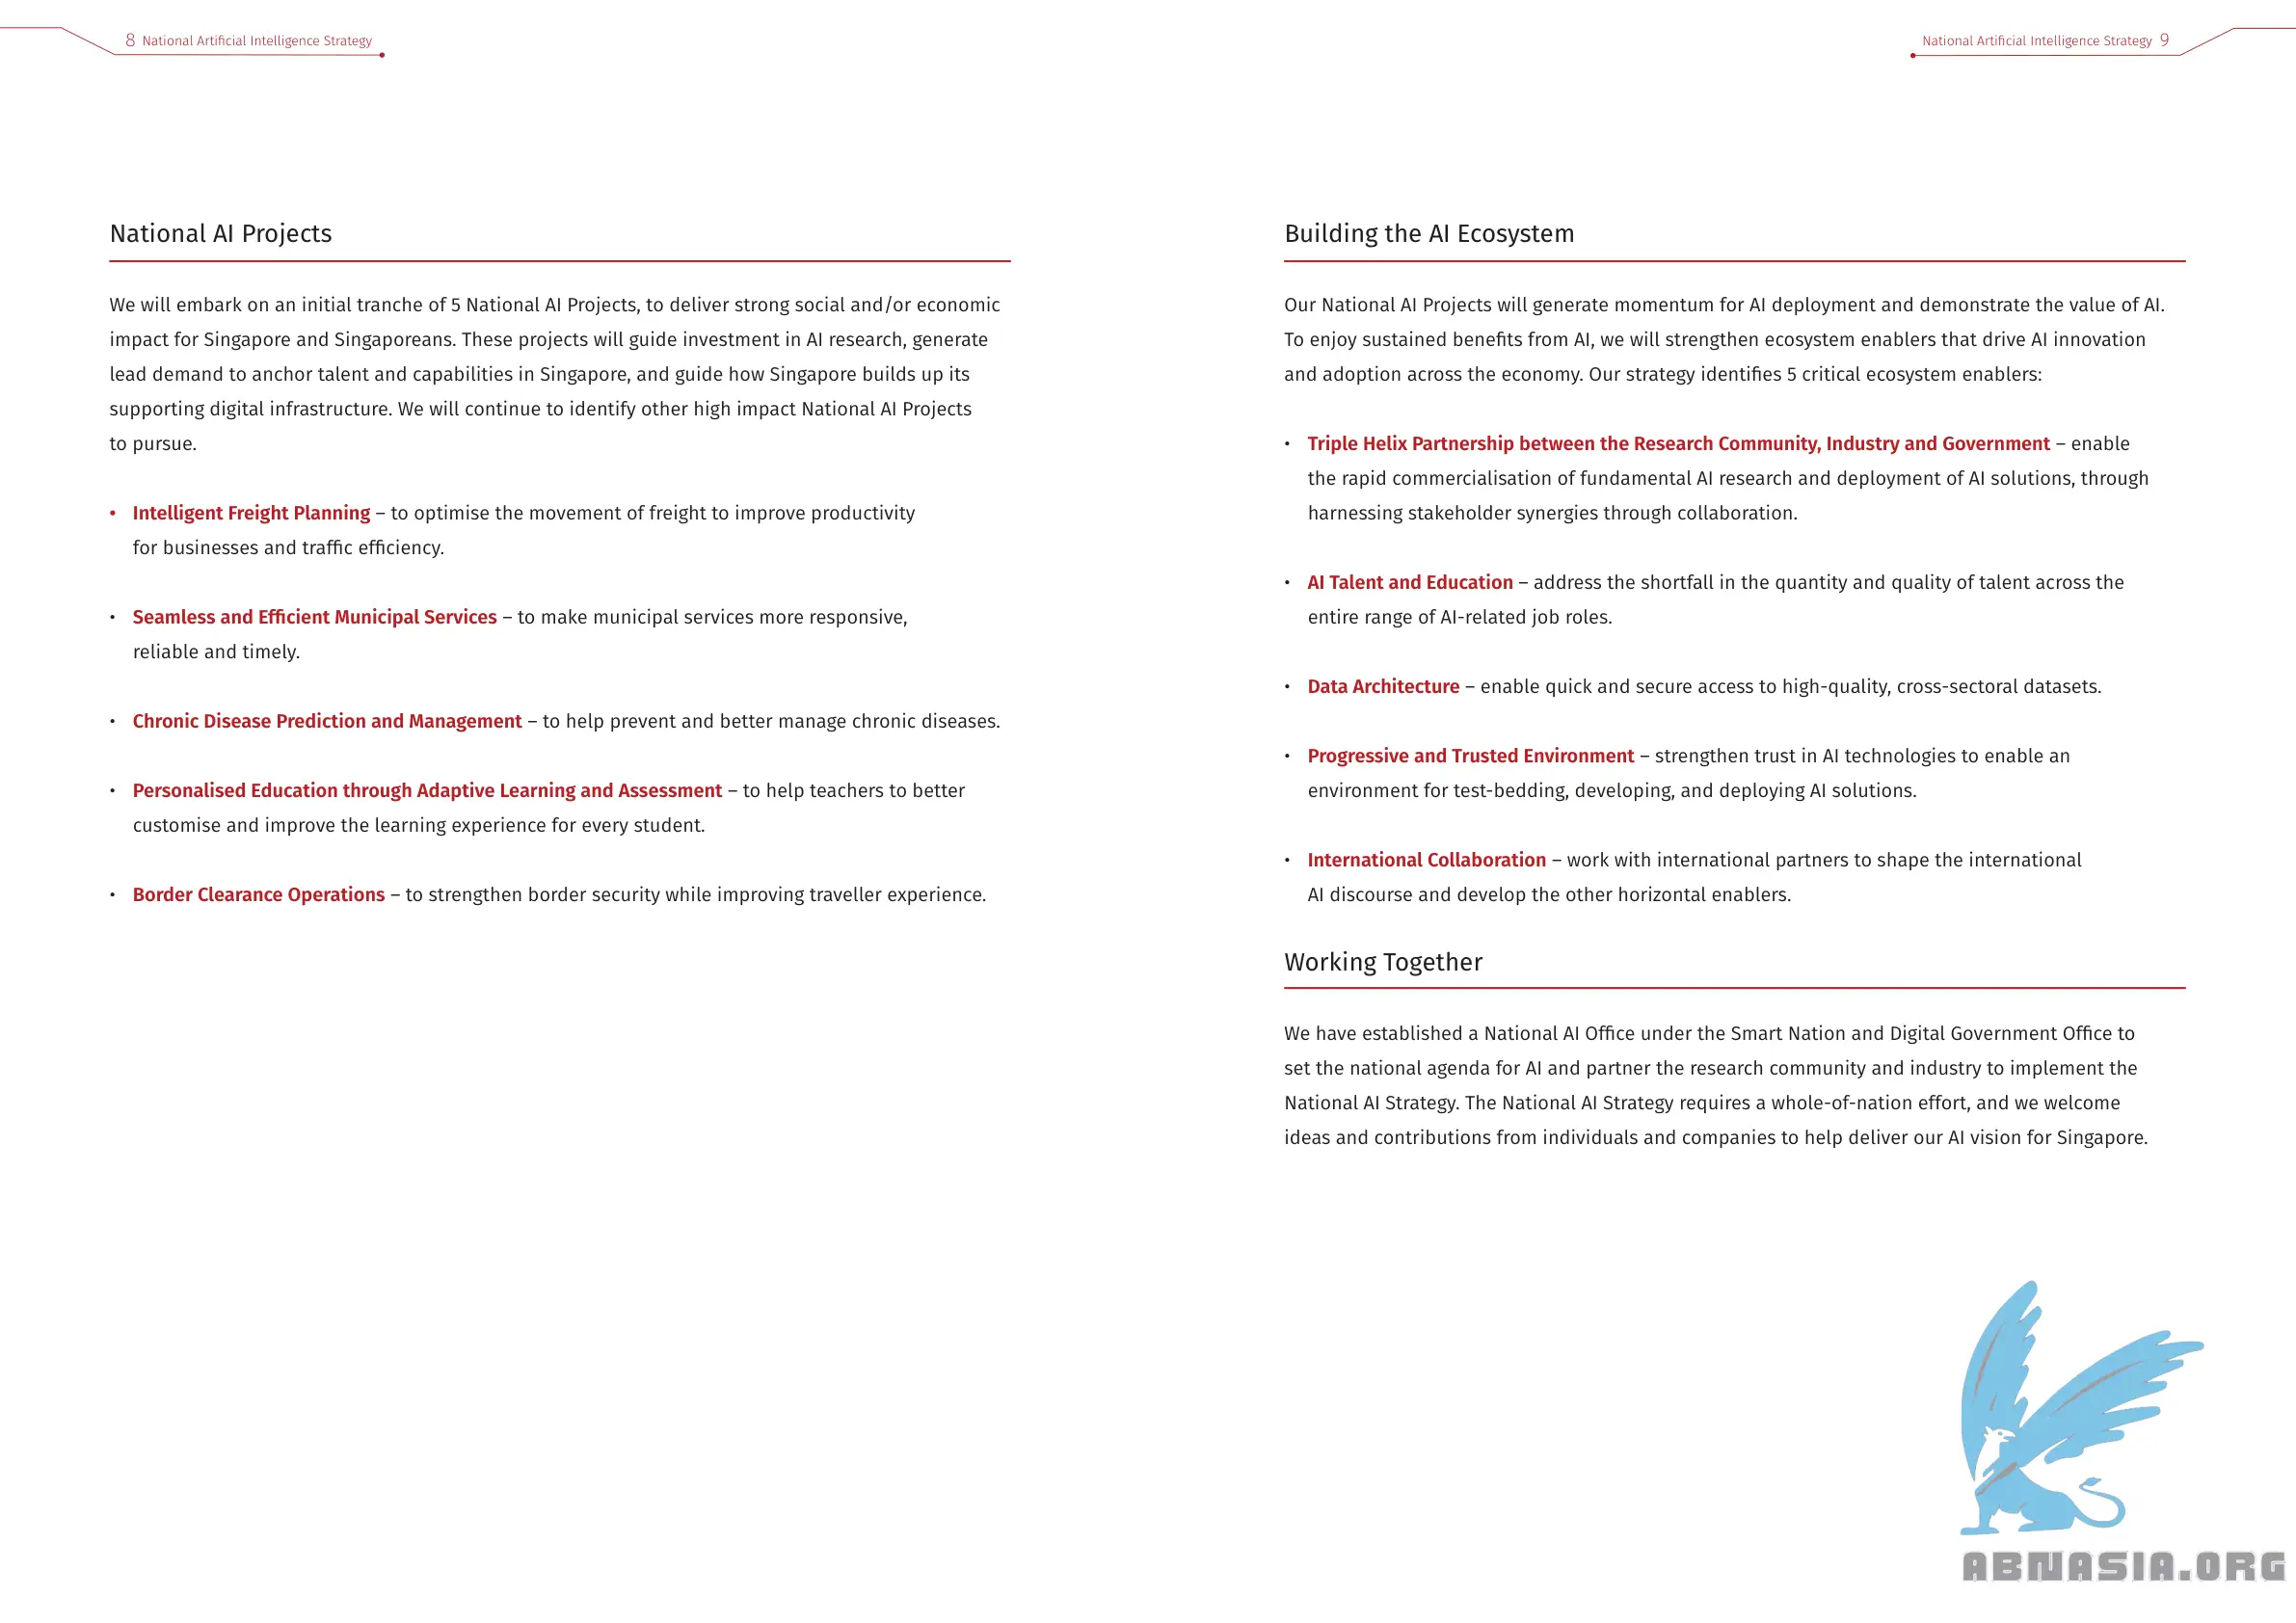 8 National Artificial Intelligence Strategy
National AI Projects
We will embark on an initial tranche of 5 National AI Projects, to deliver strong social and/or economic
impact for Singapore and Singaporeans. These projects will guide investment in AI research, generate
lead demand to anchor talent and capabilities in Singapore, and guide how Singapore builds up its
supporting digital infrastructure. We will continue to identify other high impact National AI Projects
to pursue.
• Intelligent Freight Planning – to optimise the movement of freight to improve productivity
for businesses and traffic efficiency.
• Seamless and Efficient Municipal Services – to make municipal services more responsive,
reliable and timely.
• Chronic Disease Prediction and Management – to help prevent and better manage chronic diseases.
• Personalised Education through Adaptive Learning and Assessment – to help teachers to better
customise and improve the learning experience for every student.
• Border Clearance Operations – to strengthen border security while improving traveller experience.
National Artificial Intelligence Strategy 9
Building the AI Ecosystem
Our National AI Projects will generate momentum for AI deployment and demonstrate the value of AI.
To enjoy sustained benefits from AI, we will strengthen ecosystem enablers that drive AI innovation
and adoption across the economy. Our strategy identifies 5 critical ecosystem enablers:
• Triple Helix Partnership between the Research Community, Industry and Government – enable
the rapid commercialisation of fundamental AI research and deployment of AI solutions, through
harnessing stakeholder synergies through collaboration.
• AI Talent and Education – address the shortfall in the quantity and quality of talent across the
entire range of AI-related job roles.
• Data Architecture – enable quick and secure access to high-quality, cross-sectoral datasets.
• Progressive and Trusted Environment – strengthen trust in AI technologies to enable an
environment for test-bedding, developing, and deploying AI solutions.
• International Collaboration – work with international partners to shape the international
AI discourse and develop the other horizontal enablers.
Working Together
We have established a National AI Office under the Smart Nation and Digital Government Office to
set the national agenda for AI and partner the research community and industry to implement the
National AI Strategy. The National AI Strategy requires a whole-of-nation effort, and we welcome
ideas and contributions from individuals and companies to help deliver our AI vision for Singapore.
ABNASIA.ORG